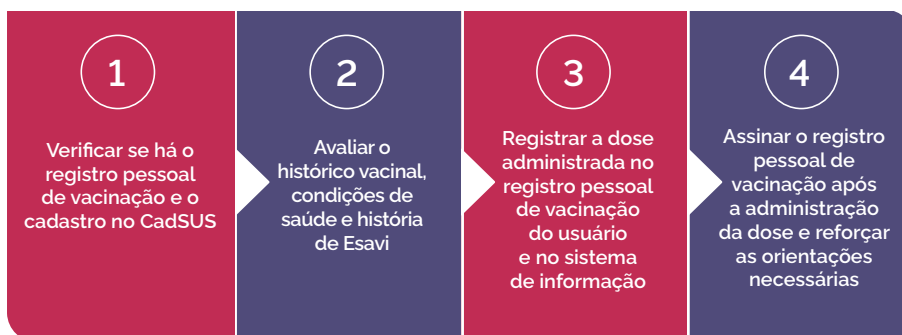 1
Verificar se há o
registro pessoal
de vacinação e o
cadastro no CadSUS
2
Avaliar o
histórico vacinal,
condições de
saúde e história
de Esavi
3
Registrar a dose
administrada no
registro pessoal
de vacinação
do usuário
e no sistema
de informação
4
Assinar o registro
pessoal de
vacinação após
a administração
da dose e reforçar
as orientações
necessárias